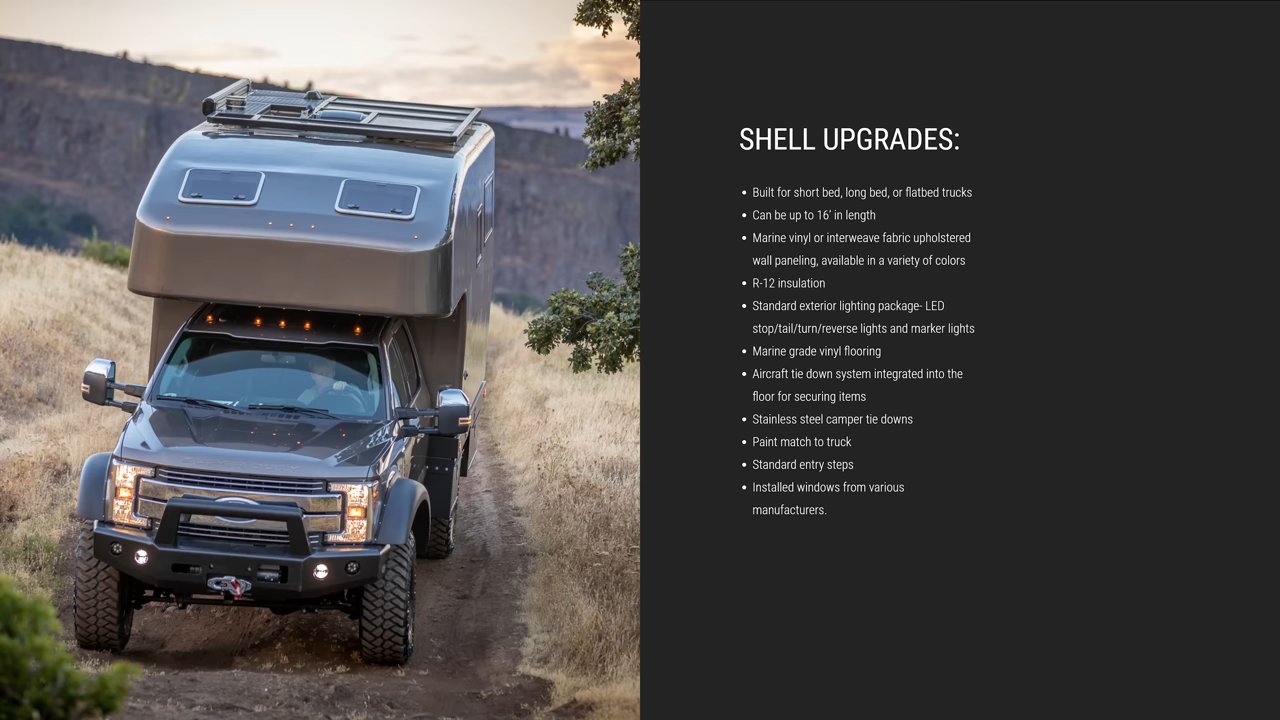 SHELL UPGRADES:
• Built for short bed, long bed, or flatbed trucks
• Can be up to 16' in length
• Marine vinyl or interweave fabric upholstered
wall paneling, available in a variety of colors
• R-12 insulation
• Standard exterior lighting package- LED
stop/tail/turn/reverse lights and marker lights
• Marine grade vinyl flooring
• Aircraft tie down system integrated into the
floor for securing items
• Stainless steel camper tie downs
• Paint match to truck
• Standard entry steps
• Installed windows from various
manufacturers.